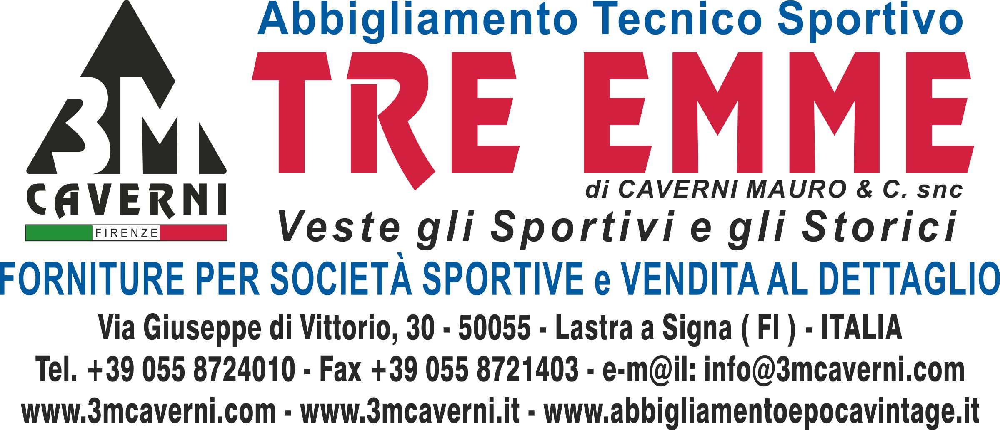 3M
CAVERNI
FIRENZE
Abbigliamento Tecnico Sportivo
TRE EMME
di CAVERNI MAURO & C. snc
Veste gli Sportivi e gli Storici
FORNITURE PER SOCIETÀ SPORTIVE e VENDITA AL DETTAGLIO
Via Giuseppe di Vittorio, 30 - 50055 - Lastra a Signa ( FI ) - ITALIA
Tel. +39 055 8724010 - Fax +39 055 8721403 - e-m@il: info@3mcaverni.com
www.3mcaverni.com - www.3mcaverni.it - www.abbigliamentoepocavintage.it